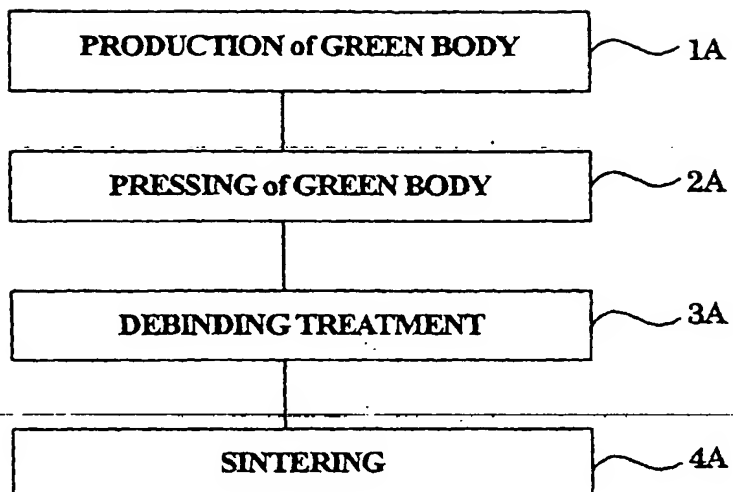 PRODUCTION of GREEN BODY 1A
PRESSING of GREEN BODY 2A
DEBINDING TREATMENT 3A
SINTERING 4A